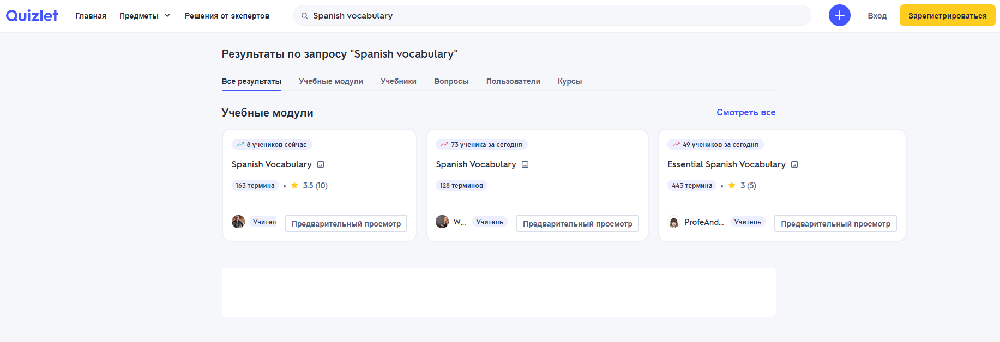 Quizlet Главная Предметы Решения от экспертов Spanish vocabulary Вход Зарегистрироваться
Результаты по запросу "Spanish vocabulary"
Все результаты Учебные модули Учебники Вопросы Пользователи Курсы
Учебные модули Смотреть все
8 учеников сейчас
Spanish Vocabulary
163 термина • 3.5 (10)
Учител Предварительный просмотр
73 ученика за сегодня
Spanish Vocabulary
128 терминов
W... Учитель Предварительный просмотр
49 учеников за сегодня
Essential Spanish Vocabulary
443 термина • 3 (5)
ProfeAnd... Учитель Предварительный просмотр